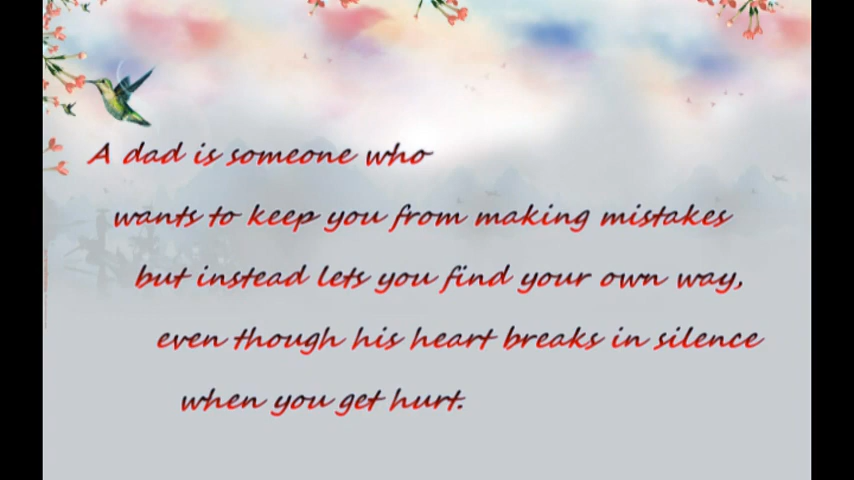 A dad is someone who
wants to keep you from making mistakes
but instead lets you find your own way,
even though his heart breaks in silence
when you get hurt.